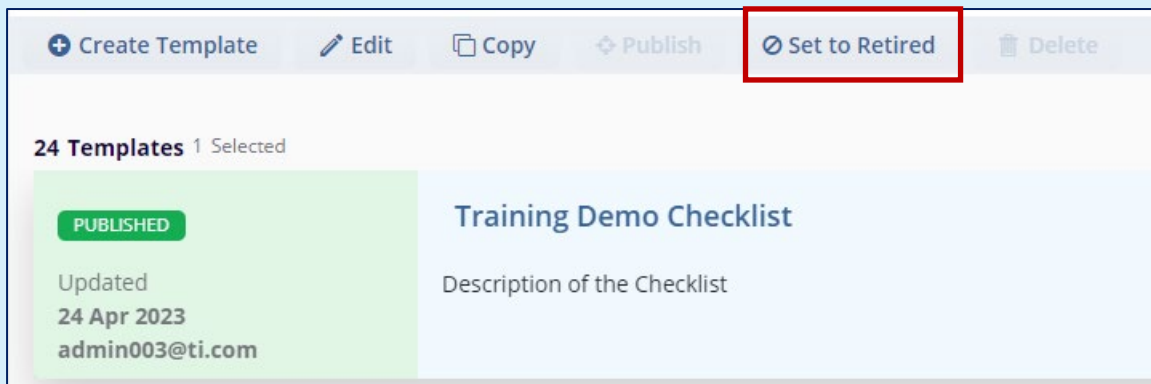 Create Template Edit Copy Publish Set to Retired Delete
24 Templates 1 Selected
PUBLISHED
Training Demo Checklist
Updated
Description of the Checklist
24 Apr 2023
admin003@ti.com